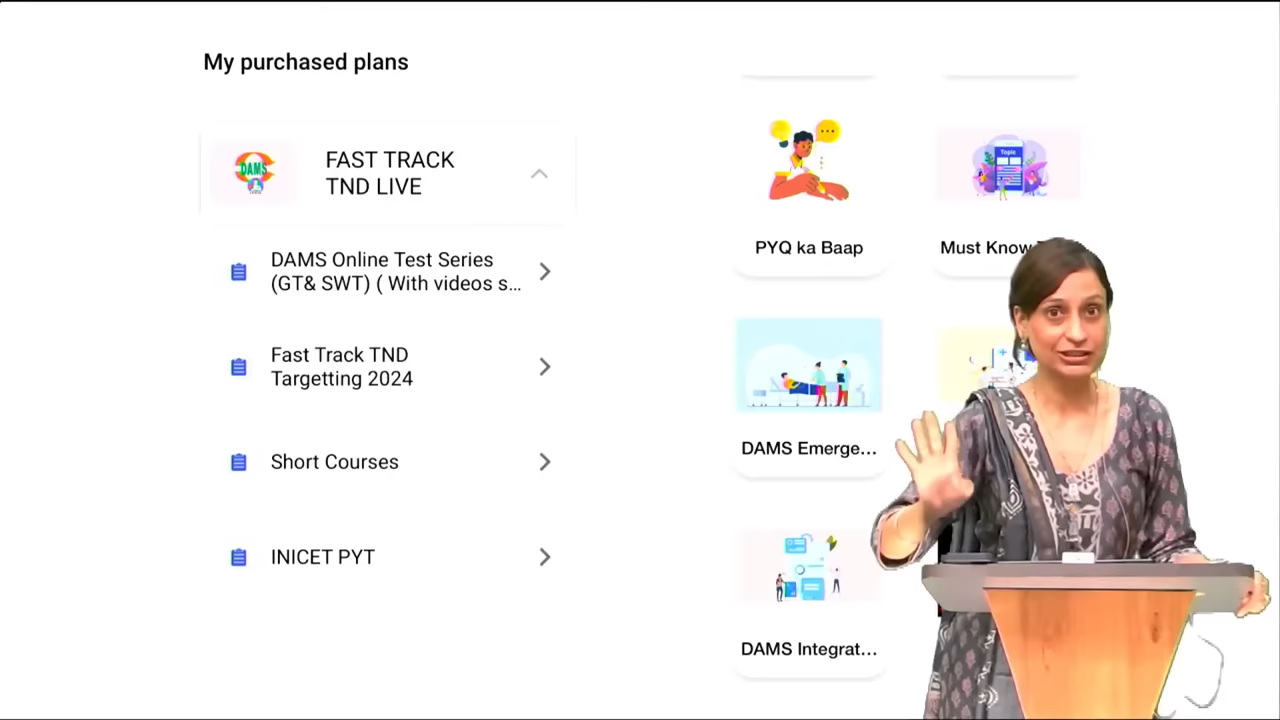 My purchased plans
DAMS
FAST TRACK
TND LIVE
DAMS Online Test Series
(GT& SWT) ( With videos s...
Fast Track TND
Targetting 2024
Short Courses
INICET PYT
Topic
PYQ ka Baap
Must Know
DAMS Emerge...
DAMS Integrat...